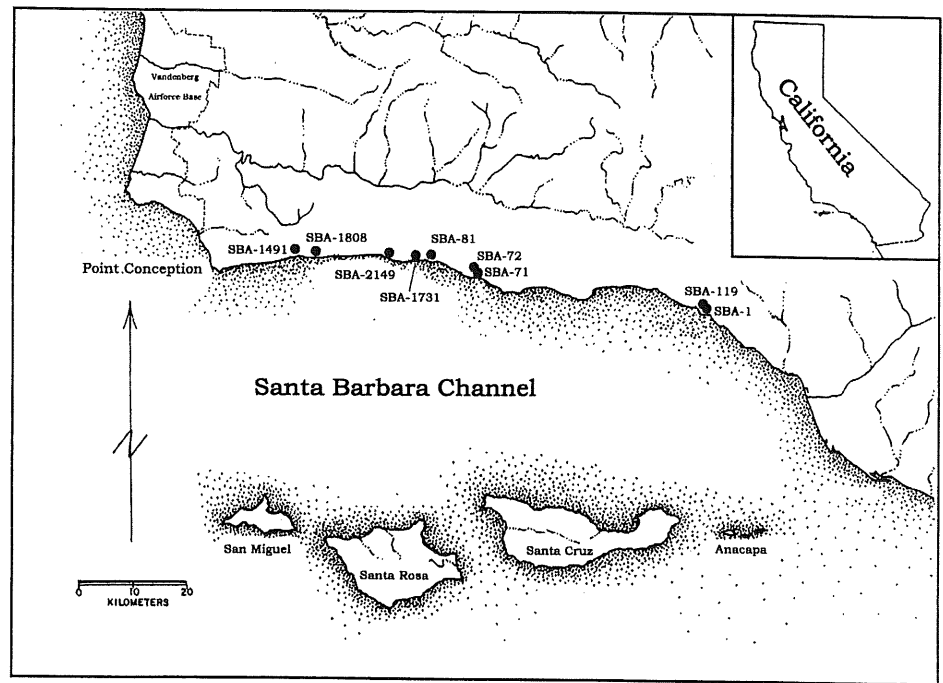 Vandenberg
Airforce Base
California
SBA-1491
SBA-1808
SBA-2149
SBA-1731
SBA-81
SBA-72
SBA-71
SBA-119
SBA-1
Point Conception
Santa Barbara Channel
N
San Miguel
Santa Rosa
Santa Cruz
Anacapa
0 10 20
KILOMETERS